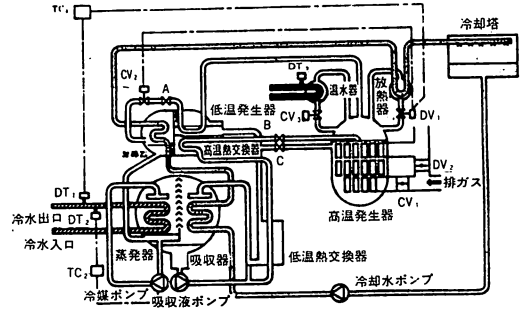 TC₁
冷却塔
CV₂
A
DT₃
温水器
放熱器
低温発生器
CV₃
DV₁
B
高温熱交換器
C
DV₂
排ガス
CV₁
高温発生器
DT₁
冷水出口
DT₂
冷水入口
蒸発器
吸収器
低温熱交換器
TC₂
冷媒ポンプ
吸収液ポンプ
冷却水ポンプ